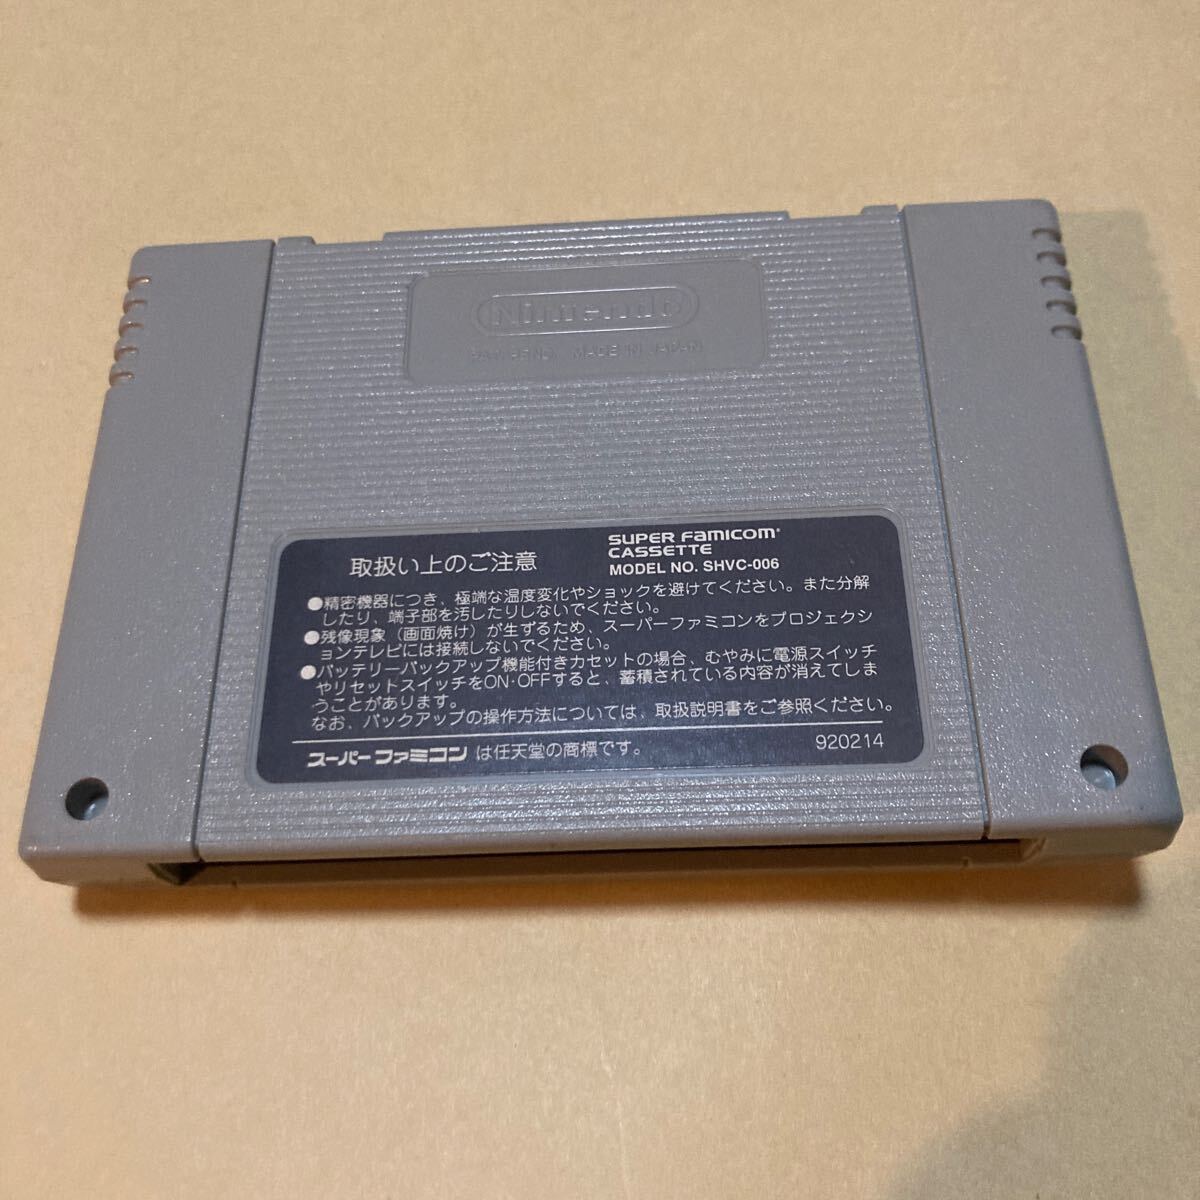 Nintendo
PAT. PEND. MADE IN JAPAN
取扱い上のご注意
SUPER Famicom
CASSETTE
MODEL NO. SHVC-006
●精密機器につき、極端な温度変化やショックを避けてください。また分解
したり、端子部を汚したりしないでください。
●残像現象（画面焼け）が生ずるため、スーパーファミコンをプロジェクシ
ョンテレビには接続しないでください。
●バッテリーバックアップ機能付きカセットの場合、むやみに電源スイッチ
やリセットスイッチをON·OFFすると、蓄積されている内容が消えてしま
うことがあります。
なお、バックアップの操作方法については、取扱説明書をご参照ください。
スーパーファミコン は任天堂の商標です。
920214